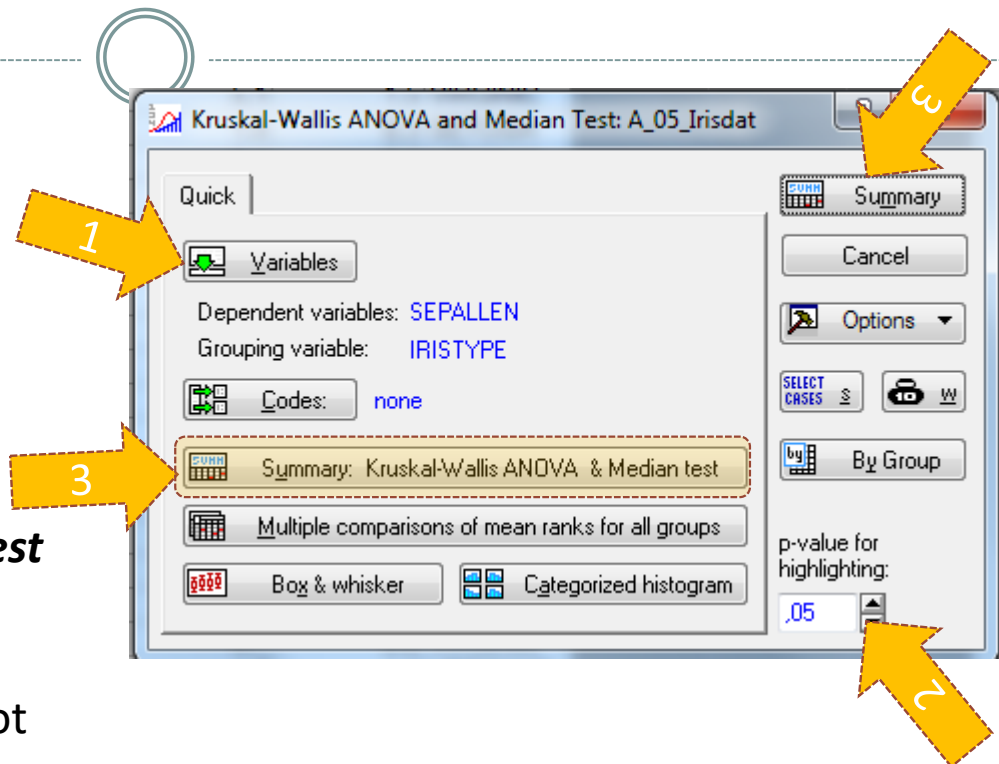 Kruskal-Wallis ANOVA and Median Test: A_05_Irisdat
3
Quick
Summary
1
Variables
Cancel
Dependent variables: SEPALLEN
Options
Grouping variable: IRISTYPE
Codes: none
SELECT CASES S
W
3
Summary: Kruskal-Wallis ANOVA & Median test
By Group
Multiple comparisons of mean ranks for all groups
est
p-value for
highlighting:
Box & whisker
Categorized histogram
,05
2
ot